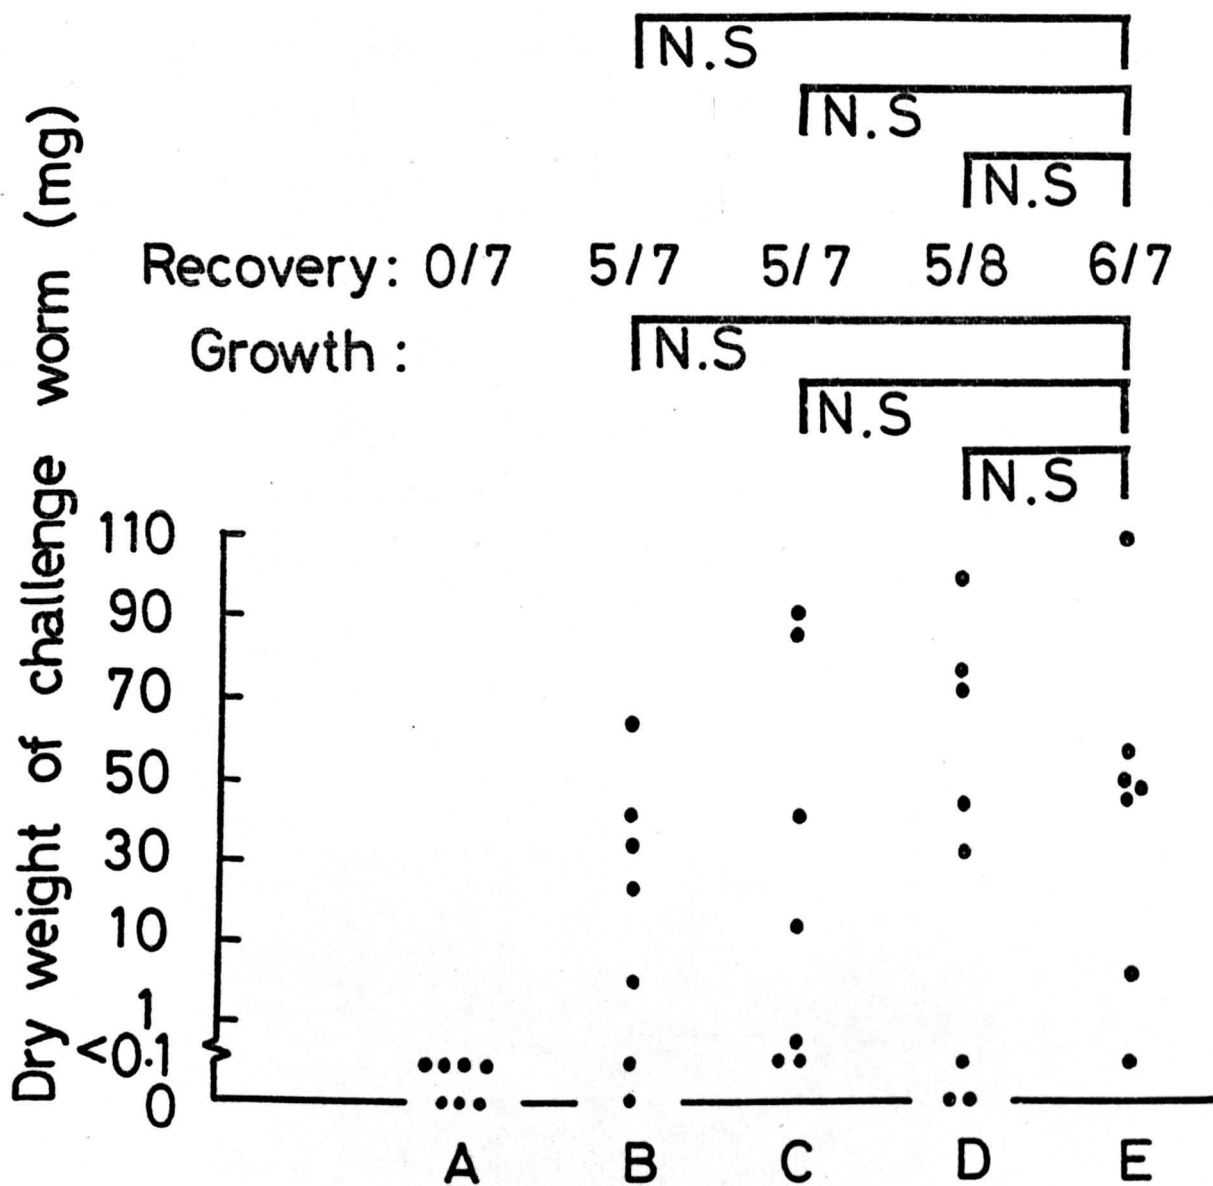 N.S
N.S
N.S
Recovery: 0/7 5/7 5/7 5/8 6/7
Growth : N.S
N.S
N.S
Dry weight of challenge worm (mg)
110
90
70
50
30
10
1
<0·1
0
A B C D E